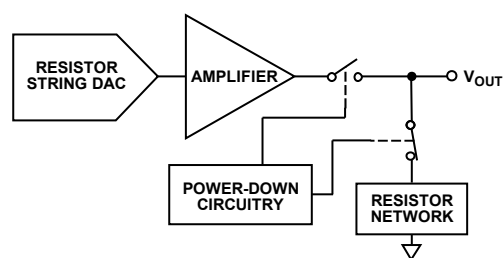 RESISTOR
STRING DAC
AMPLIFIER
VOUT
POWER-DOWN
CIRCUITRY
RESISTOR
NETWORK